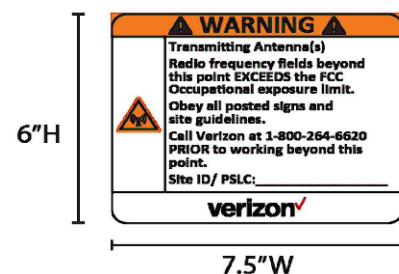 WARNING
Transmitting Antenna(s)
Radio frequency fields beyond
this point EXCEEDS the FCC
Occupational exposure limit.
Obey all posted signs and
site guidelines.
Call Verizon at 1-800-264-6620
PRIOR to working beyond this
point.
Site ID/ PSLC:____________________
verizon✓
6"H
7.5"W